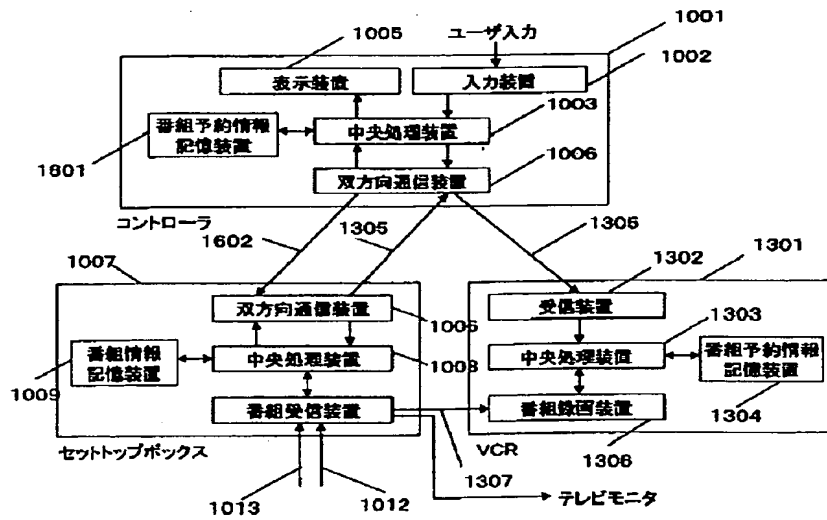 1005
ユーザ入力
1001
表示装置
入力装置
1002
1003
番組予約情報
記憶装置
中央処理装置
1801
1006
双方向通信装置
コントローラ
1602
1305
1305
1007
1302
1301
双方向通信装置
1006
受信装置
1303
番組情報
記憶装置
中央処理装置
1008
中央処理装置
番組予約情報
記憶装置
1009
番組受信装置
番組録画装置
1304
セットトップボックス
VCR
1306
1307
1013
1012
テレビモニタ